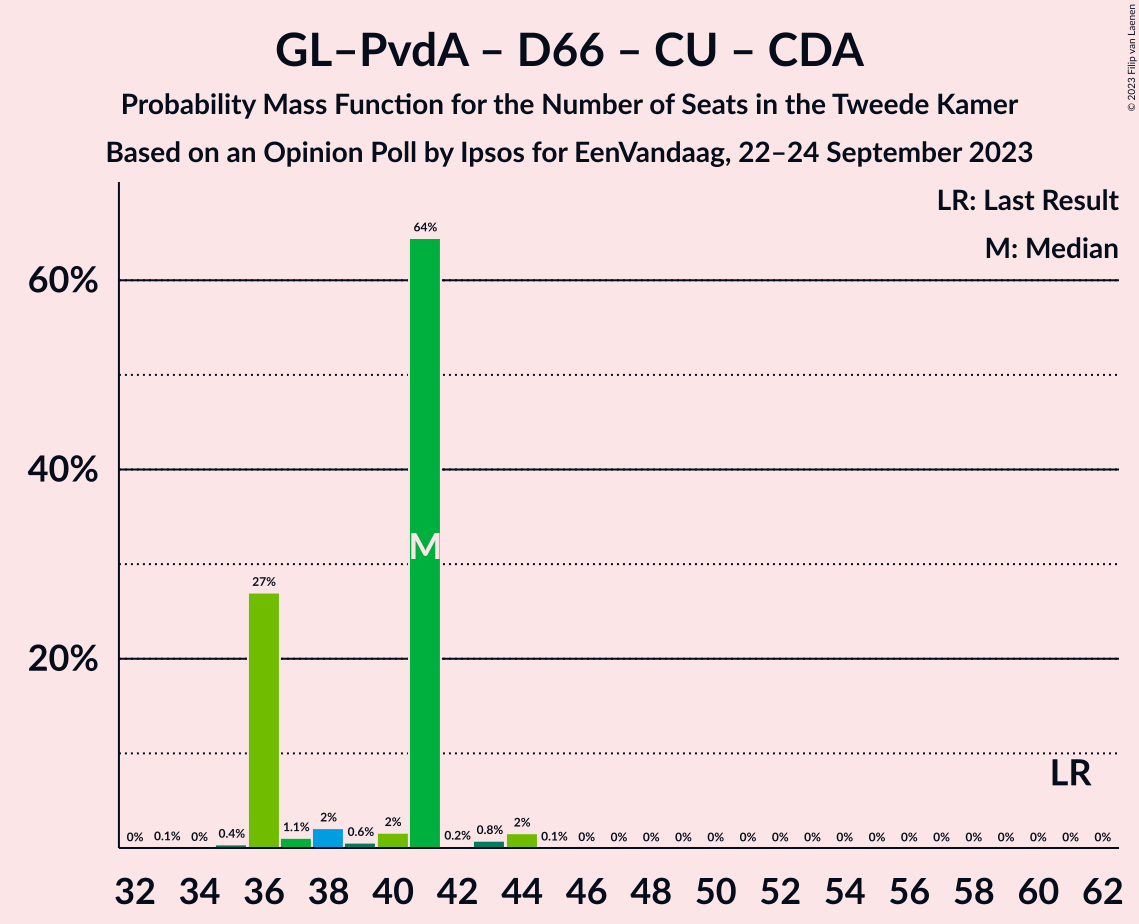 GL–PvdA – D66 – CU – CDA
Probability Mass Function for the Number of Seats in the Tweede Kamer
Based on an Opinion Poll by Ipsos for EenVandaag, 22–24 September 2023
© 2023 Filip van Laenen
LR: Last Result
M: Median
60%
40%
20%
0% 0.1% 0% 0.4% 27% 1.1% 2% 0.6% 2% 64% 0.2% 0.8% 2% 0.1% 0% 0% 0% 0% 0% 0% 0% 0% 0% 0% 0% 0% 0% 0% 0% 0% 0%
M
LR
32 34 36 38 40 42 44 46 48 50 52 54 56 58 60 62